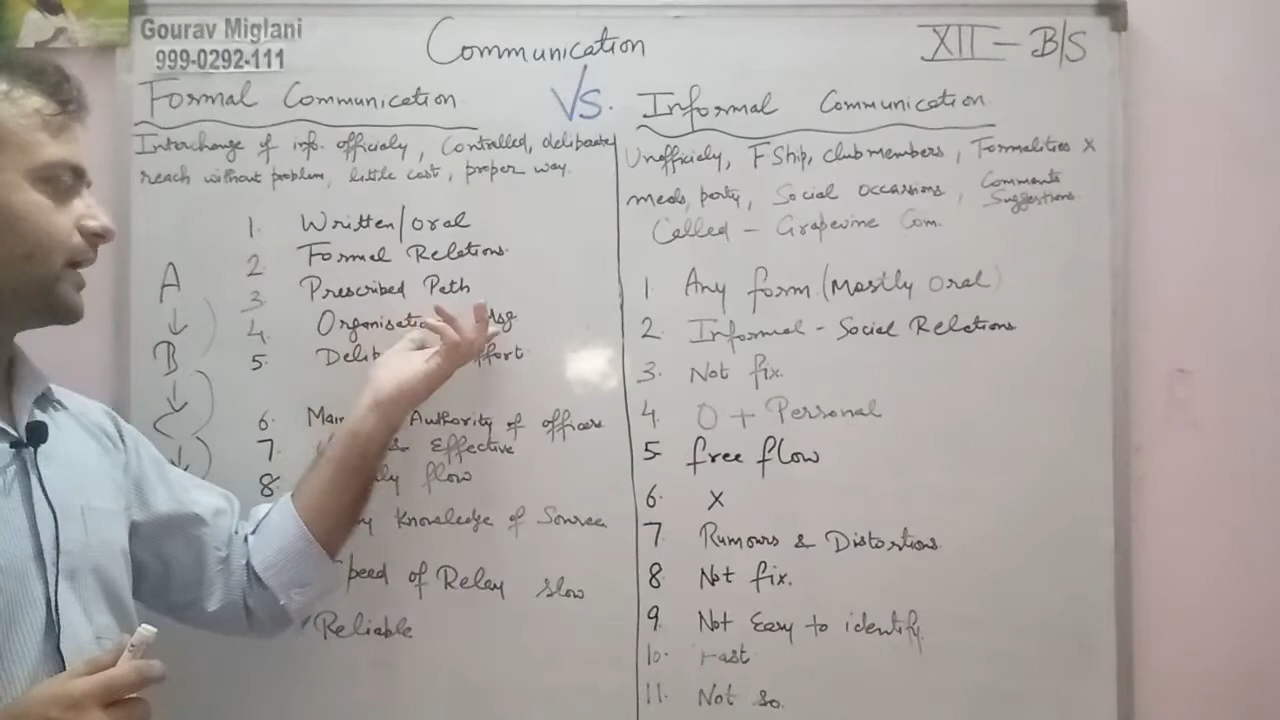 Gourav Miglani
999-0292-111
Communication
XII - B/S
Formal Communication
Vs.
Informal Communication
Interchange of info. officialy, Controlled, deliberately
reach without problem, little cost, proper way.
1. Written/oral
2 Formal Relations
3 Prescribed Path
4 Msg
5.
6. Authority of officers
7. & Effective
8. flow
Knowledge of Source
Speed of Relay slow
Reliable
A
↓
B
↓
C
↓
Unofficialy, F Ship, club members, Formalities X
meals, party, Social occassions, Comments
Suggestions
Called - Grapevine Com.
1. Any form (Mostly Oral)
2. Informal - Social Relations
3. Not fix.
4. O + Personal
5. free flow
6. X
7 Rumours & Distortions
8 Not fix.
9. Not Easy to identify.
10. Fast
11. Not so.